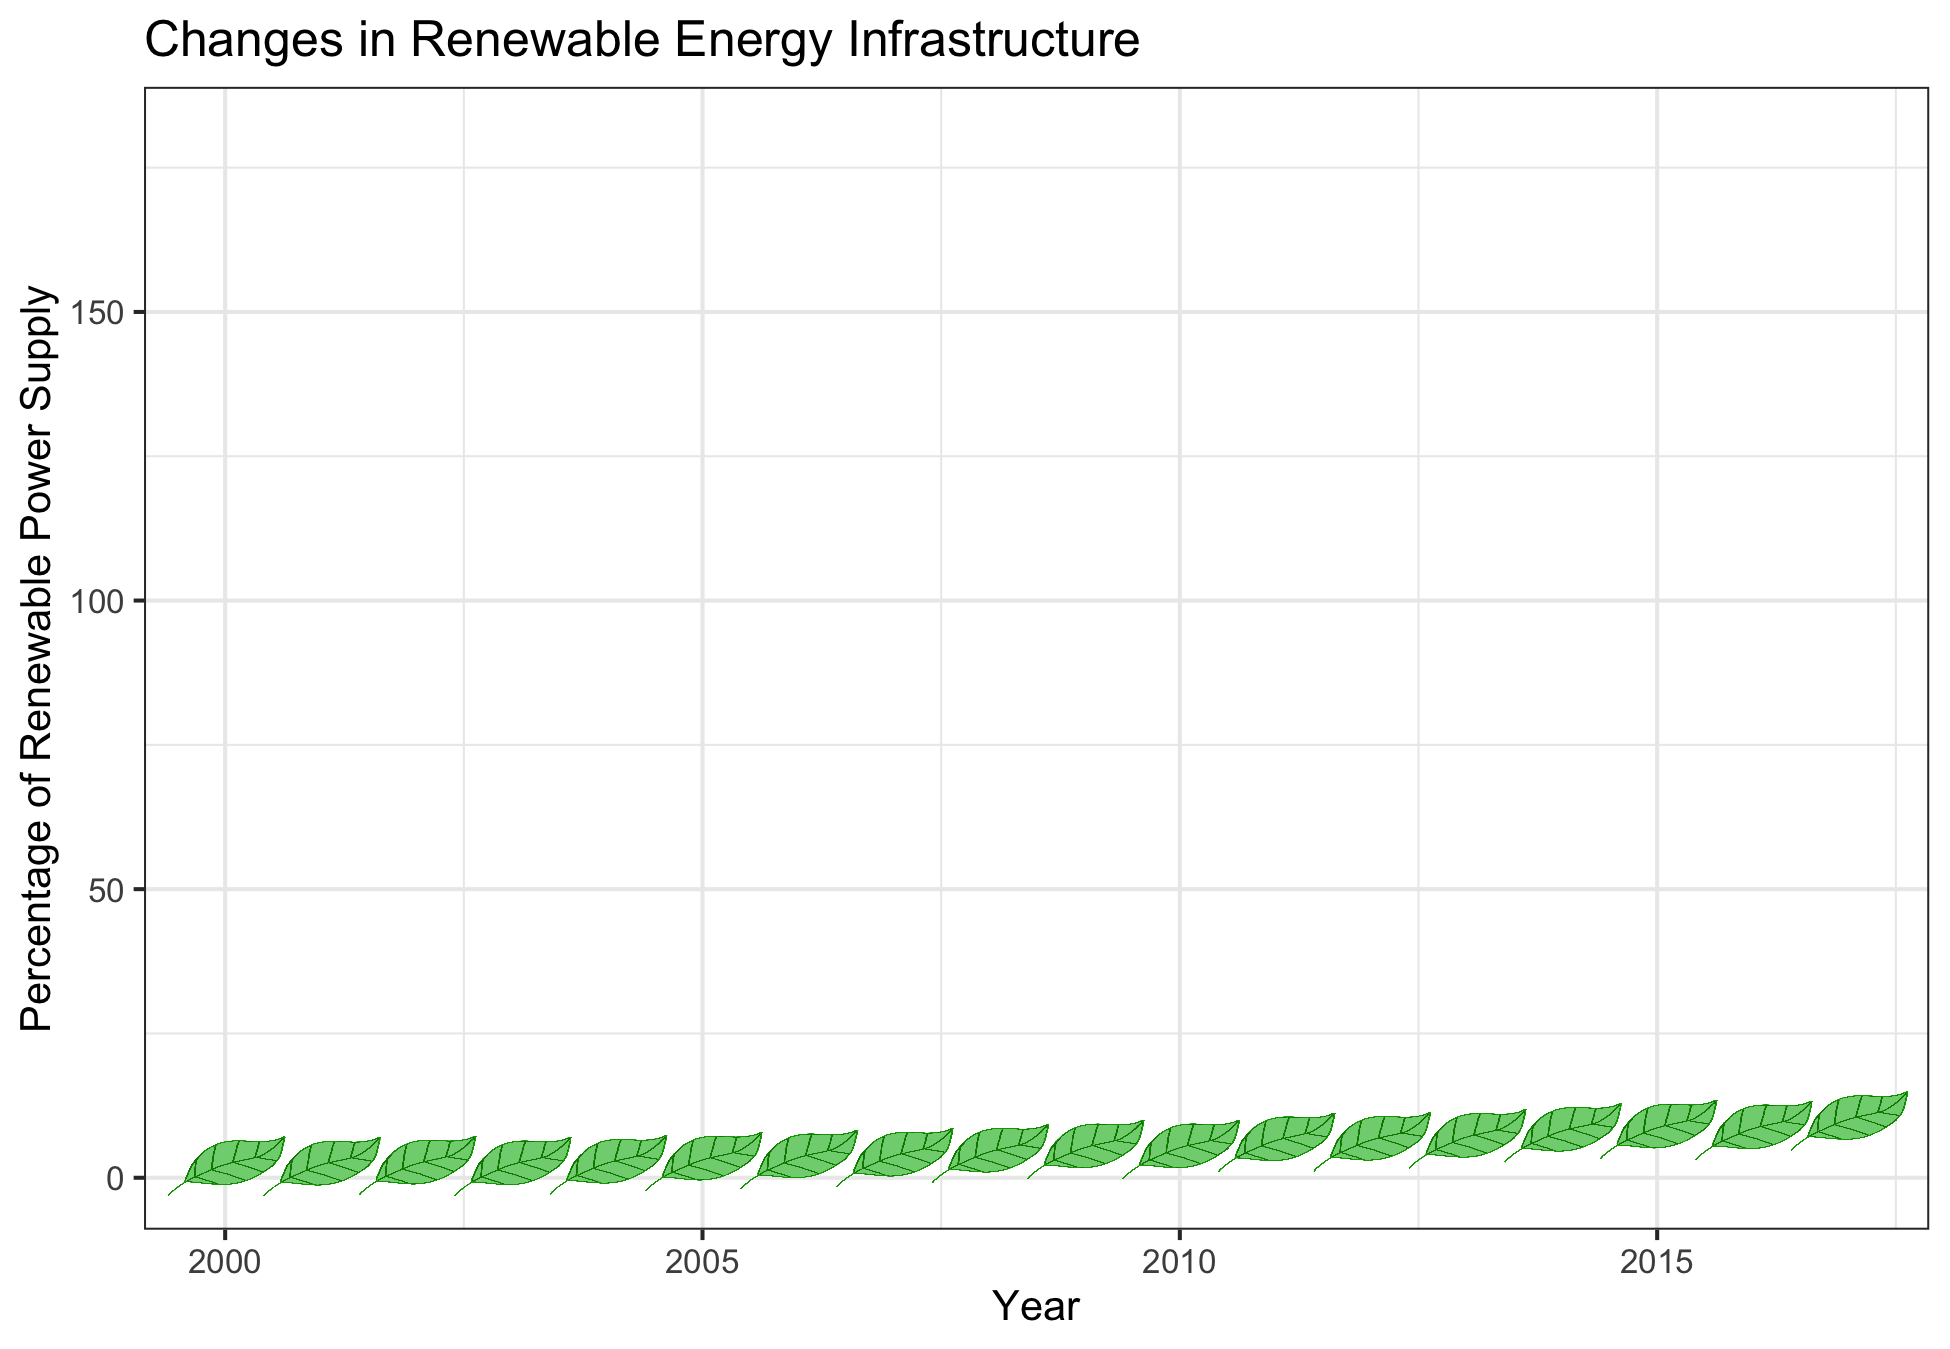 Changes in Renewable Energy Infrastructure
Percentage of Renewable Power Supply
150
100
50
0
2000 2005 2010 2015
Year